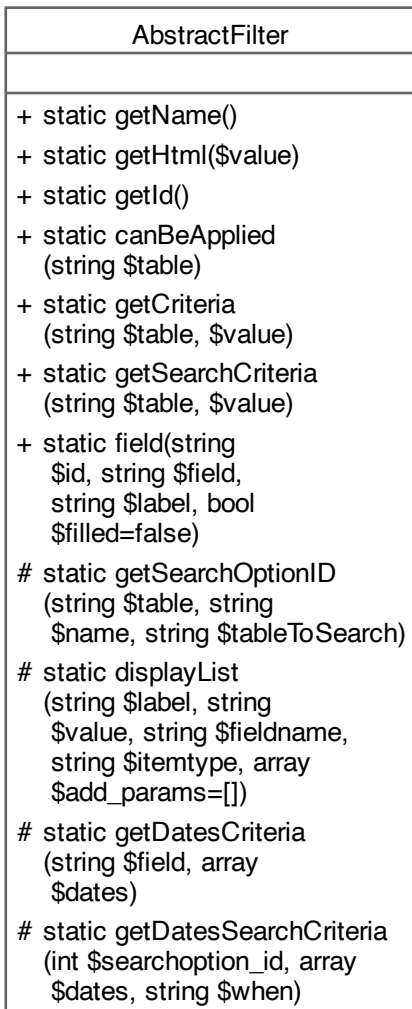 AbstractFilter
+ static getName()
+ static getHtml($value)
+ static getId()
+ static canBeApplied
(string $table)
+ static getCriteria
(string $table, $value)
+ static getSearchCriteria
(string $table, $value)
+ static field(string
$id, string $field,
string $label, bool
$filled=false)
# static getSearchOptionID
(string $table, string
$name, string $tableToSearch)
# static displayList
(string $label, string
$value, string $fieldname,
string $itemtype, array
$add_params=[])
# static getDatesCriteria
(string $field, array
$dates)
# static getDatesSearchCriteria
(int $searchoption_id, array
$dates, string $when)